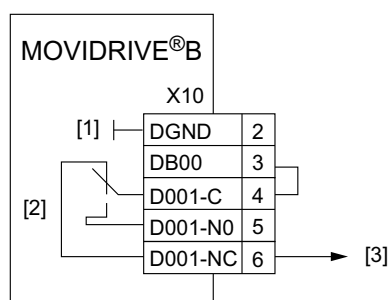 MOVIDRIVE®B
X10
[1] DGND 2
DB00 3
[2] D001-C 4
D001-N0 5
D001-NC 6 [3]